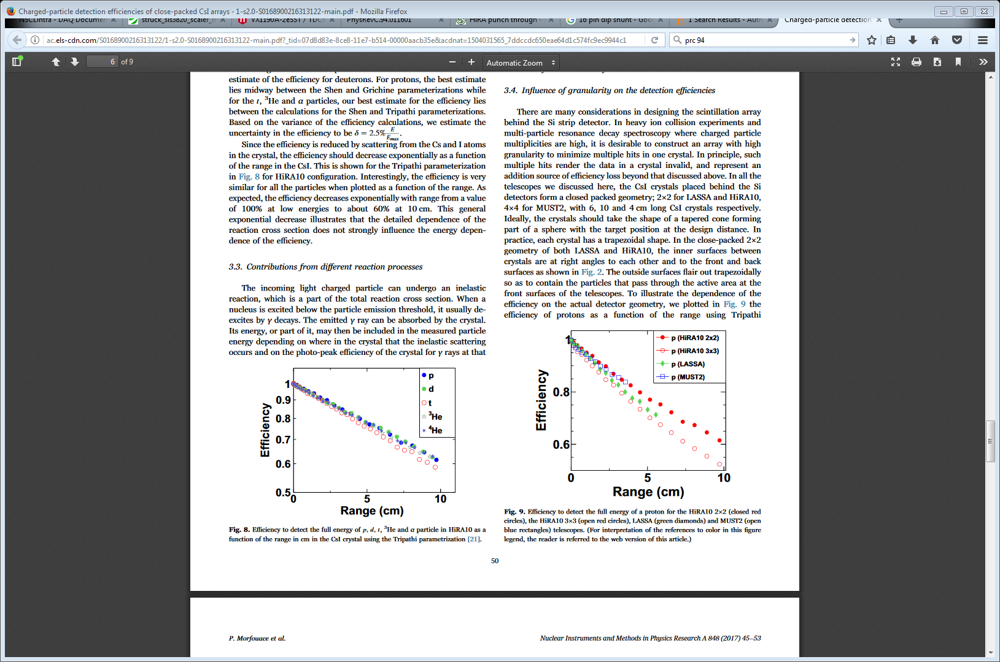 Charged-particle detection efficiencies of close-packed CsI arrays - 1-s2.0-S0168900216313122-main.pdf - Mozilla Firefox
NSCLIntra - DAQ Documen
struck_sis3820_scaler_
VX1190A-2eSST / TDCs
PhysRevC.94.011601
HiRA punch through -
16 pin dip shunt - Goo
1 Search Results - Auth
Charged-particle detection
ac.els-cdn.com/S0168900216313122/1-s2.0-S0168900216313122-main.pdf?_tid=07d8d83e-8ce8-11e7-b514-00000aacb35e&acdnat=1504031565_7ddccdc650eae64d1c574fc9ec9944c1
prc 94
6 of 9
Automatic Zoom
estimate of the efficiency for deuterons. For protons, the best estimate
lies midway between the Shen and Grichine parameterizations while
for the t, ³He and α particles, our best estimate for the efficiency lies
between the calculations for the Shen and Tripathi parameterizations.
Based on the variance of the efficiency calculations, we estimate the
uncertainty in the efficiency to be δ = 2.5% E/Emax.
Since the efficiency is reduced by scattering from the Cs and I atoms
in the crystal, the efficiency should decrease exponentially as a function
of the range in the CsI. This is shown for the Tripathi parameterization
in Fig. 8 for HiRA10 configuration. Interestingly, the efficiency is very
similar for all the particles when plotted as a function of the range. As
expected, the efficiency decreases exponentially with range from a value
of 100% at low energies to about 60% at 10 cm. This general
exponential decrease illustrates that the detailed dependence of the
reaction cross section does not strongly influence the energy depen-
dence of the efficiency.
3.3. Contributions from different reaction processes
The incoming light charged particle can undergo an inelastic
reaction, which is a part of the total reaction cross section. When a
nucleus is excited below the particle emission threshold, it usually de-
excites by γ decays. The emitted γ ray can be absorbed by the crystal.
Its energy, or part of it, may then be included in the measured particle
energy depending on where in the crystal that the inelastic scattering
occurs and on the photo-peak efficiency of the crystal for γ rays at that
p
d
t
³He
⁴He
1
0.9
0.8
0.7
0.6
0.5
Efficiency
0 5 10
Range (cm)
Fig. 8. Efficiency to detect the full energy of p, d, t, ³He and α particle in HiRA10 as a
function of the range in cm in the CsI crystal using the Tripathi parametrization [21].
3.4. Influence of granularity on the detection efficiencies
There are many considerations in designing the scintillation array
behind the Si strip detector. In heavy ion collision experiments and
multi-particle resonance decay spectroscopy where charged particle
multiplicities are high, it is desirable to construct an array with high
granularity to minimize multiple hits in one crystal. In principle, such
multiple hits render the data in a crystal invalid, and represent an
addition source of efficiency loss beyond that discussed above. In all the
telescopes we discussed here, the CsI crystals placed behind the Si
detectors form a closed packed geometry; 2×2 for LASSA and HiRA10,
4×4 for MUST2, with 6, 10 and 4 cm long CsI crystals respectively.
Ideally, the crystals should take the shape of a tapered cone forming
part of a sphere with the target position at the design distance. In
practice, each crystal has a trapezoidal shape. In the close-packed 2×2
geometry of both LASSA and HiRA10, the inner surfaces between
crystals are at right angles to each other and to the front and back
surfaces as shown in Fig. 2. The outside surfaces flair out trapezoidally
so as to contain the particles that pass through the active area at the
front surfaces of the telescopes. To illustrate the dependence of the
efficiency on the actual detector geometry, we plotted in Fig. 9 the
efficiency of protons as a function of the range using Tripathi
p (HiRA10 2x2)
p (HiRA10 3x3)
p (LASSA)
p (MUST2)
1
0.8
0.6
Efficiency
0 5 10
Range (cm)
Fig. 9. Efficiency to detect the full energy of a proton for the HiRA10 2×2 (closed red
circles), the HiRA10 3×3 (open red circles), LASSA (green diamonds) and MUST2 (open
blue rectangles) telescopes. (For interpretation of the references to color in this figure
legend, the reader is referred to the web version of this article.)
50
P. Morfouace et al.
Nuclear Instruments and Methods in Physics Research A 848 (2017) 45–53